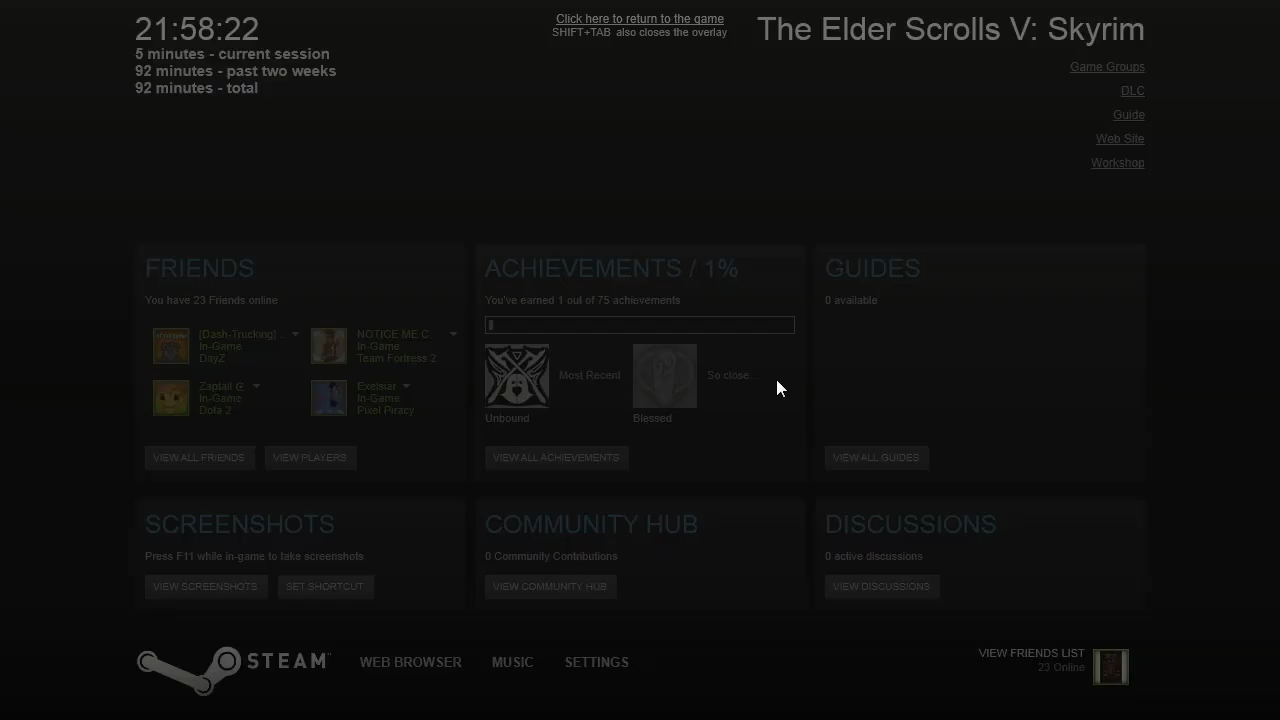 21:58:22
5 minutes - current session
92 minutes - past two weeks
92 minutes - total
Click here to return to the game
SHIFT+TAB also closes the overlay
The Elder Scrolls V: Skyrim
Game Groups
DLC
Guide
Web Site
Workshop
FRIENDS
You have 23 Friends online
[Dash-Trucking] ..
In-Game
DayZ
NOTICE ME C..
In-Game
Team Fortress 2
Zaptail @
In-Game
Dota 2
Exelsiar
In-Game
Pixel Piracy
VIEW ALL FRIENDS
VIEW PLAYERS
ACHIEVEMENTS / 1%
You've earned 1 out of 75 achievements
Most Recent
Unbound
So close...
Blessed
VIEW ALL ACHIEVEMENTS
GUIDES
0 available
VIEW ALL GUIDES
SCREENSHOTS
Press F11 while in-game to take screenshots
VIEW SCREENSHOTS
SET SHORTCUT
COMMUNITY HUB
0 Community Contributions
VIEW COMMUNITY HUB
DISCUSSIONS
0 active discussions
VIEW DISCUSSIONS
STEAM™
WEB BROWSER
MUSIC
SETTINGS
VIEW FRIENDS LIST
23 Online